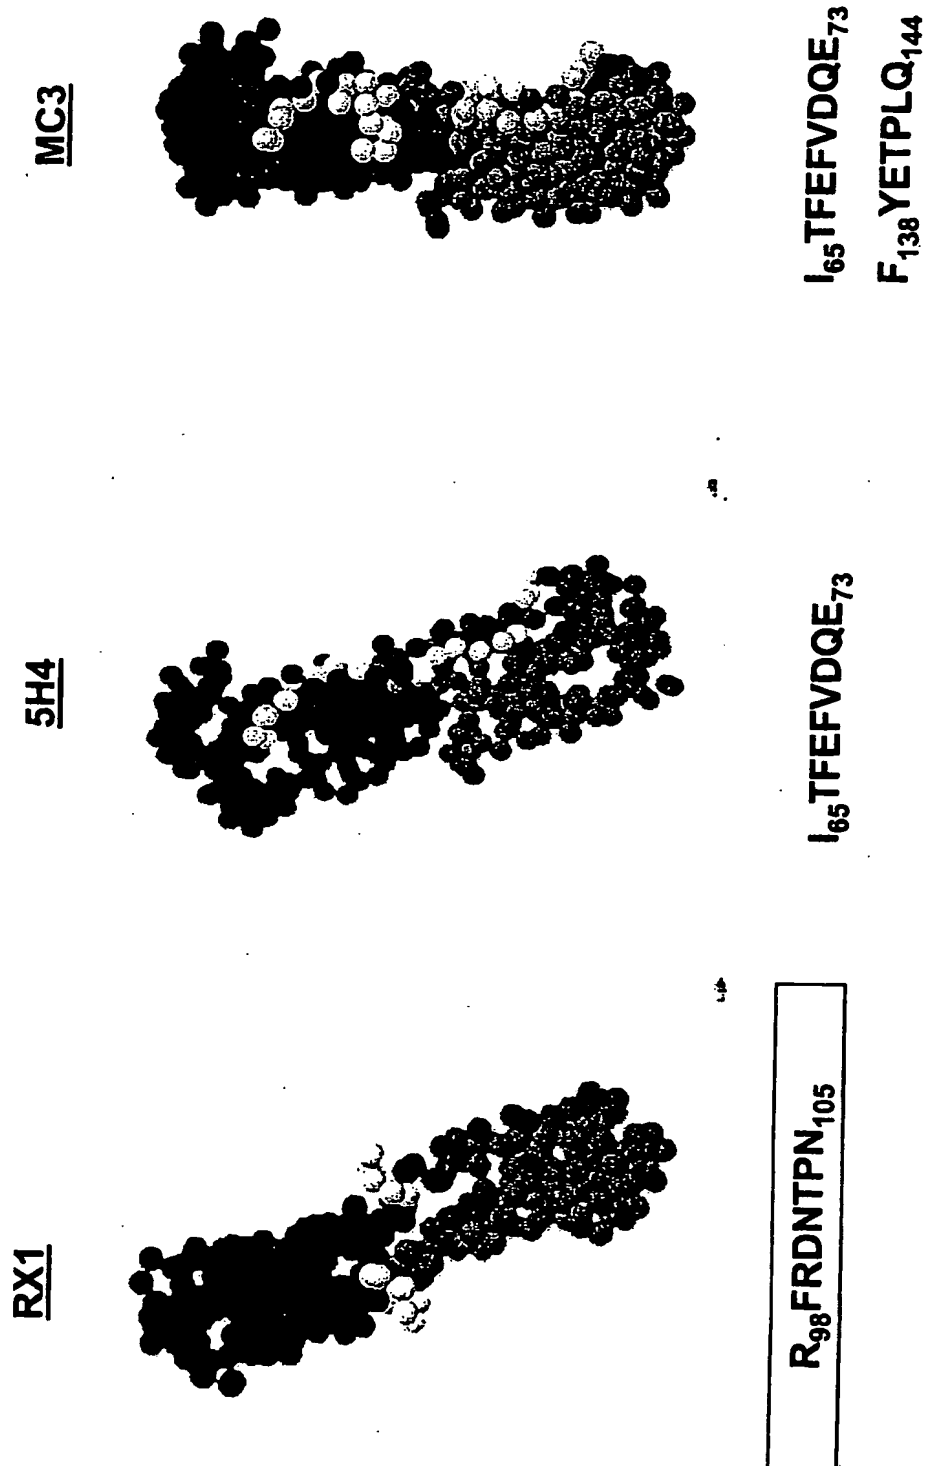 RX1
R₉₈FRDNTPN₁₀₅
5H4
I₆₅TFEFVDQE₇₃
MC3
I₆₅TFEFVDQE₇₃
F₁₃₈YETPLQ₁₄₄